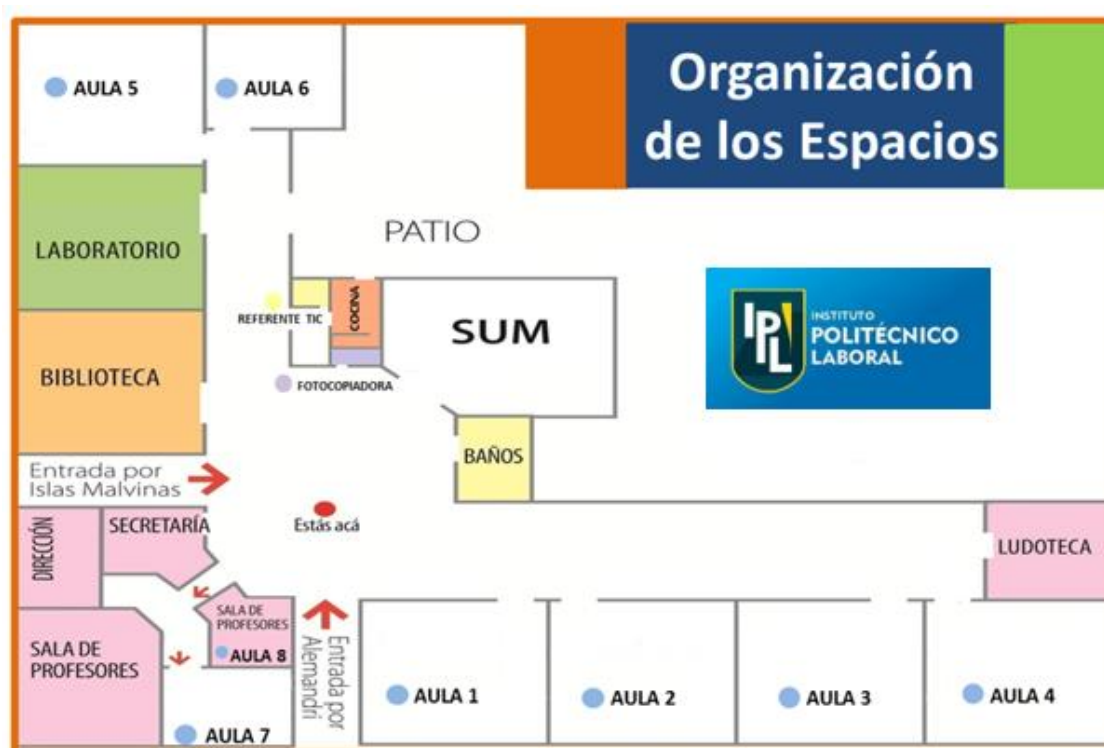 Organización
de los Espacios
AULA 5
AULA 6
LABORATORIO
PATIO
COCINA
REFERENTE TIC
SUM
IPL
INSTITUTO
POLITÉCNICO
LABORAL
BIBLIOTECA
FOTOCOPIADORA
BAÑOS
Entrada por
Islas Malvinas
Estás acá
DIRECCIÓN
SECRETARÍA
LUDOTECA
SALA DE
PROFESORES
AULA 8
SALA DE
PROFESORES
Entrada por
Alemandri
AULA 7
AULA 1
AULA 2
AULA 3
AULA 4